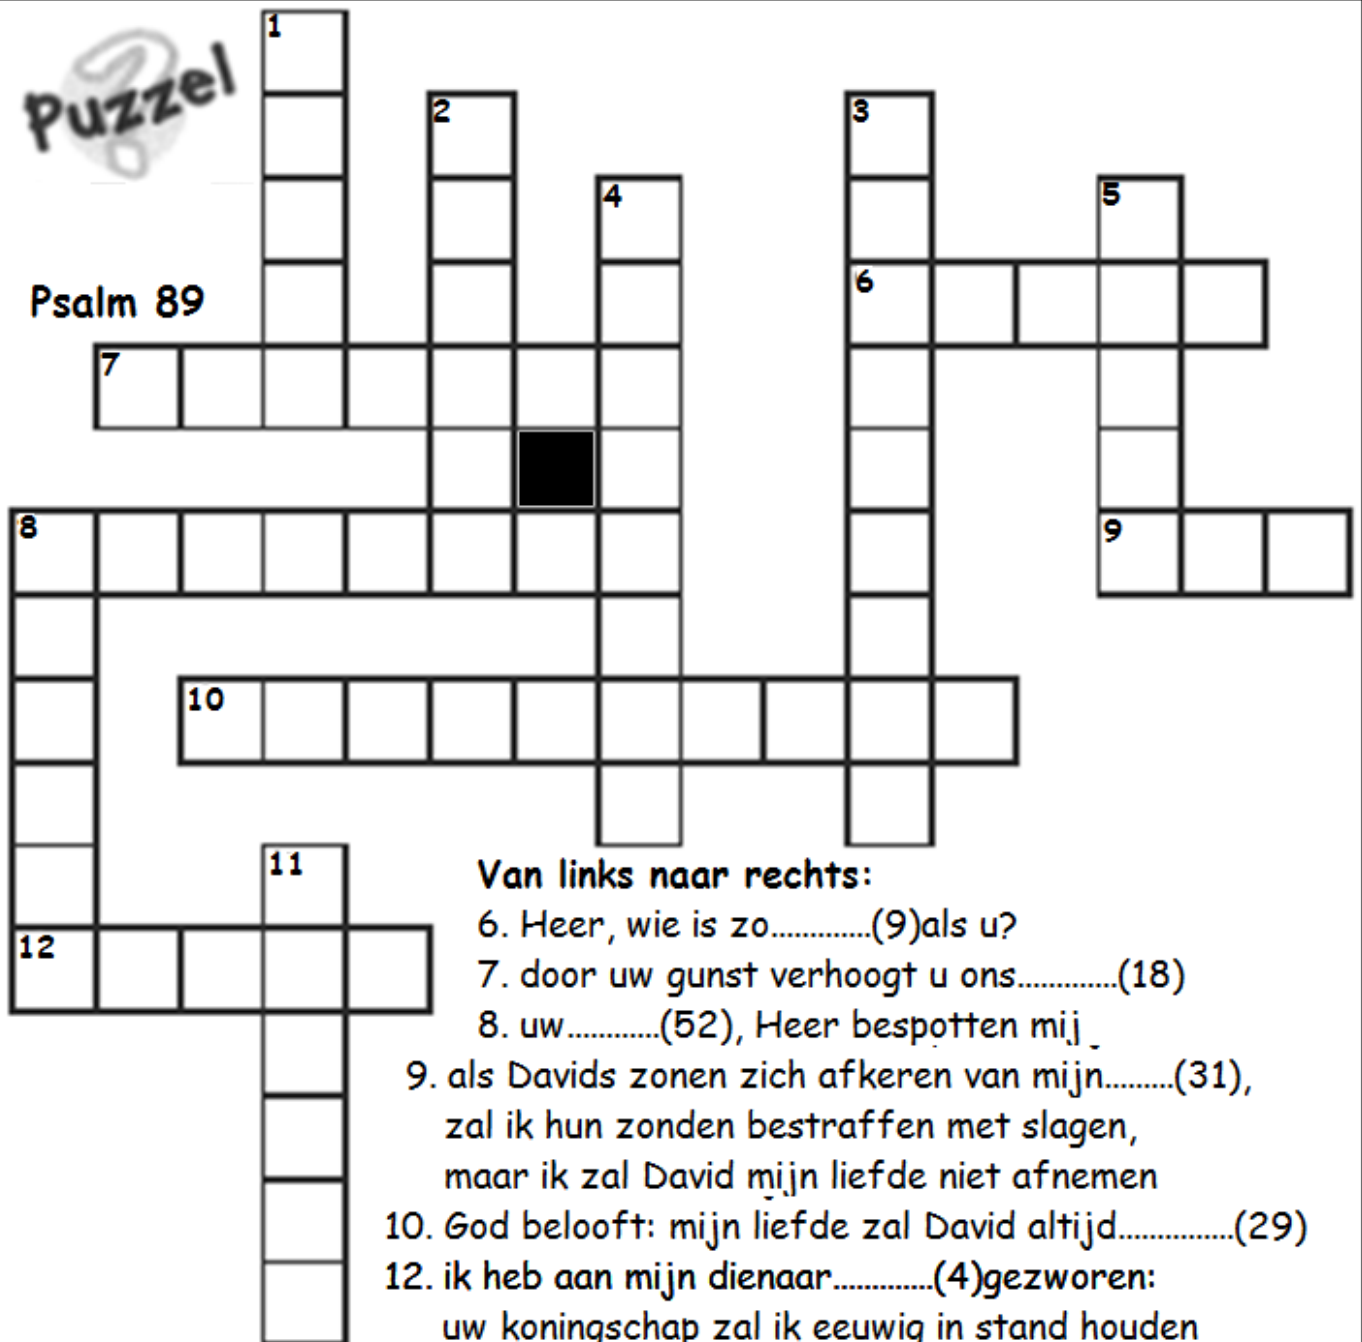 1
Puzzel
2
3
4
5
Psalm 89
6
7
8
9
10
11
12
Van links naar rechts:
6. Heer, wie is zo.............(9)als u?
7. door uw gunst verhoogt u ons.............(18)
8. uw............(52), Heer bespotten mij
9. als Davids zonen zich afkeren van mijn.........(31),
zal ik hun zonden bestraffen met slagen,
maar ik zal David mijn liefde niet afnemen
10. God belooft: mijn liefde zal David altijd...............(29)
12. ik heb aan mijn dienaar.............(4)gezworen:
uw koningschap zal ik eeuwig in stand houden